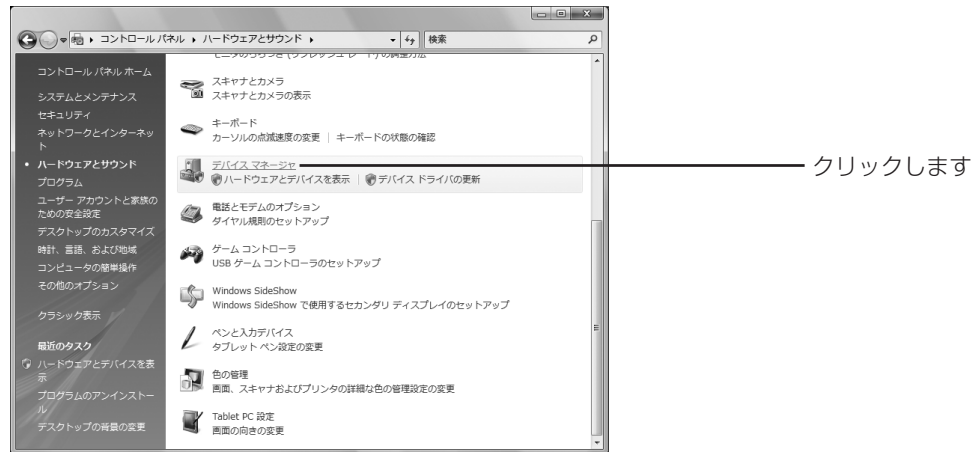 コントロール パネル ▸ ハードウェアとサウンド ▸
検索
コントロール パネル ホーム
システムとメンテナンス
セキュリティ
ネットワークとインターネッ
ト
• ハードウェアとサウンド
プログラム
ユーザー アカウントと家族の
ための安全設定
デスクトップのカスタマイズ
時計、言語、および地域
コンピュータの簡単操作
その他のオプション
クラシック表示
最近のタスク
ハードウェアとデバイスを表
示
プログラムのアンインストー
ル
デスクトップの背景の変更
モニタのちらつき (リフレッシュ レート) の調整方法
スキャナとカメラ
スキャナとカメラの表示
キーボード
カーソルの点滅速度の変更 | キーボードの状態の確認
デバイス マネージャ
ハードウェアとデバイスを表示 | デバイス ドライバの更新
電話とモデムのオプション
ダイヤル規則のセットアップ
ゲーム コントローラ
USB ゲーム コントローラのセットアップ
Windows SideShow
Windows SideShow で使用するセカンダリ ディスプレイのセットアップ
ペンと入力デバイス
タブレット ペン設定の変更
色の管理
画面、スキャナおよびプリンタの詳細な色の管理設定の変更
Tablet PC 設定
画面の向きの変更
クリックします